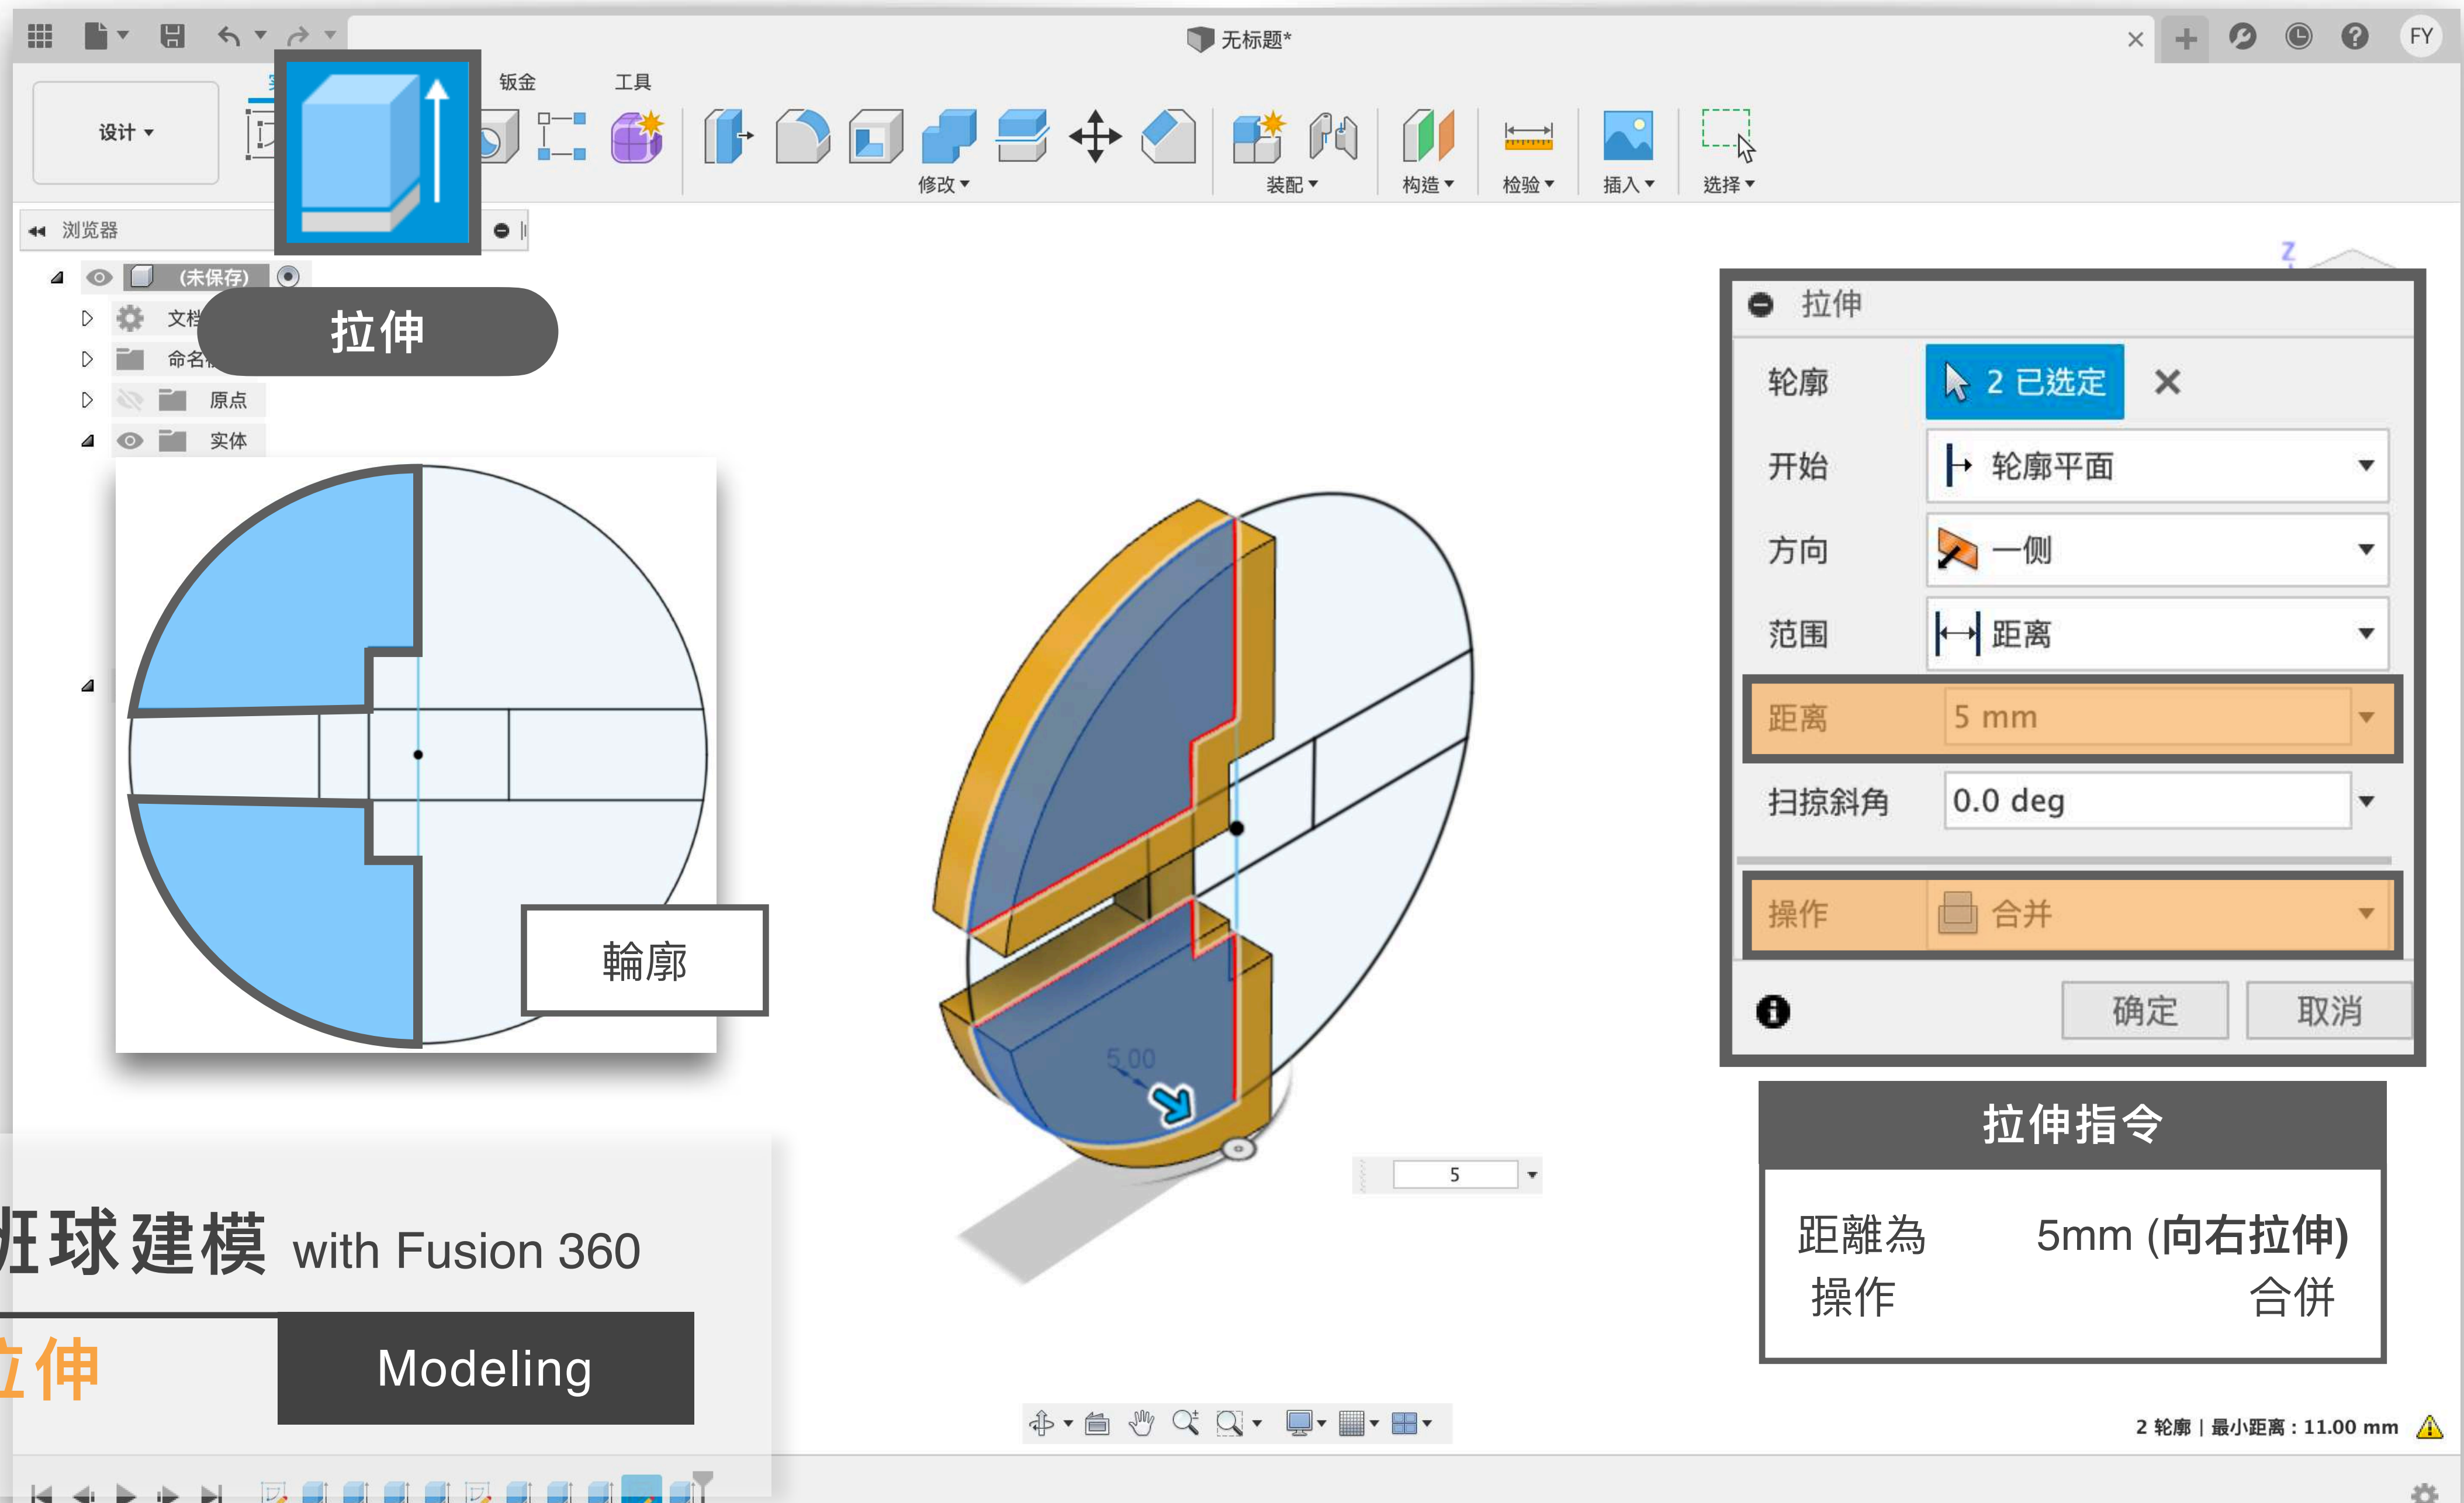 无标题*
FY
钣金
工具
设计
修改
装配
构造
检验
插入
选择
浏览器
(未保存)
文档
命名
原点
实体
拉伸
Z
拉伸
轮廓 2 已选定
开始 轮廓平面
方向 一侧
范围 距离
距离 5 mm
扫掠斜角 0.0 deg
操作 合并
确定 取消
輪廓
5.00
5
拉伸指令
距離為 5mm (向右拉伸)
操作 合併
球建模 with Fusion 360
伸
Modeling
2 轮廓 | 最小距离 : 11.00 mm